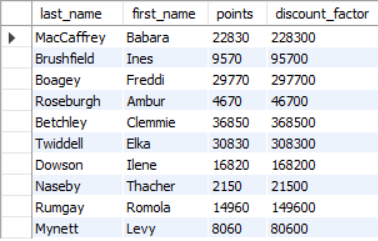 last_name first_name points discount_factor
MacCaffrey Babara 22830 228300
Brushfield Ines 9570 95700
Boagey Freddi 29770 297700
Roseburgh Ambur 4670 46700
Betchley Clemmie 36850 368500
Twiddell Elka 30830 308300
Dowson Ilene 16820 168200
Naseby Thacher 2150 21500
Rumgay Romola 14960 149600
Mynett Levy 8060 80600